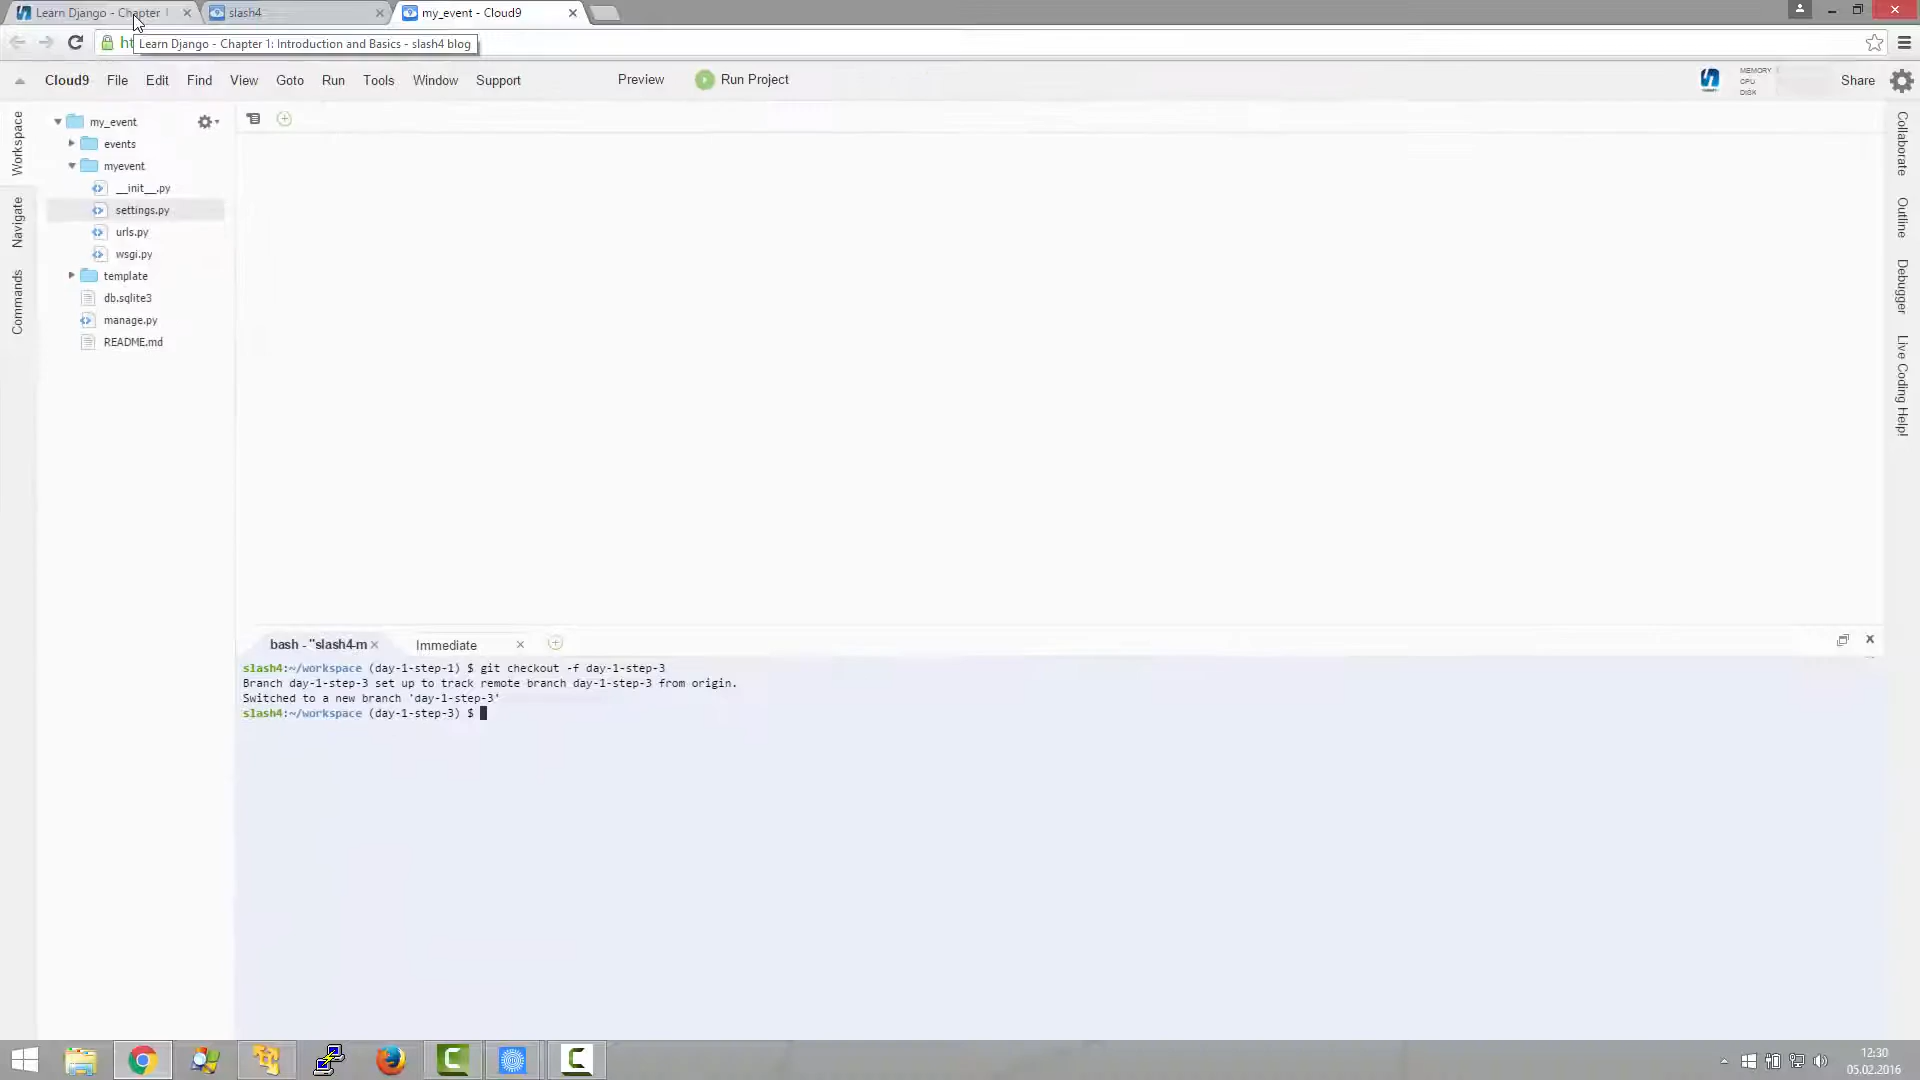 Learn Django - Chapter
slash4
my_event - Cloud9
Learn Django - Chapter 1: Introduction and Basics - slash4 blog
Cloud9 File Edit Find View Goto Run Tools Window Support Preview Run Project
MEMORY
CPU
DISK
Share
Workspace
Navigate
Commands
my_event
events
myevent
__init__.py
settings.py
urls.py
wsgi.py
template
db.sqlite3
manage.py
README.md
Collaborate
Outline
Debugger
Live Coding Help!
bash - "slash4-m
Immediate
slash4:~/workspace (day-1-step-1) $ git checkout -f day-1-step-3
Branch day-1-step-3 set up to track remote branch day-1-step-3 from origin.
Switched to a new branch 'day-1-step-3'
slash4:~/workspace (day-1-step-3) $
12:30
05.02.2016